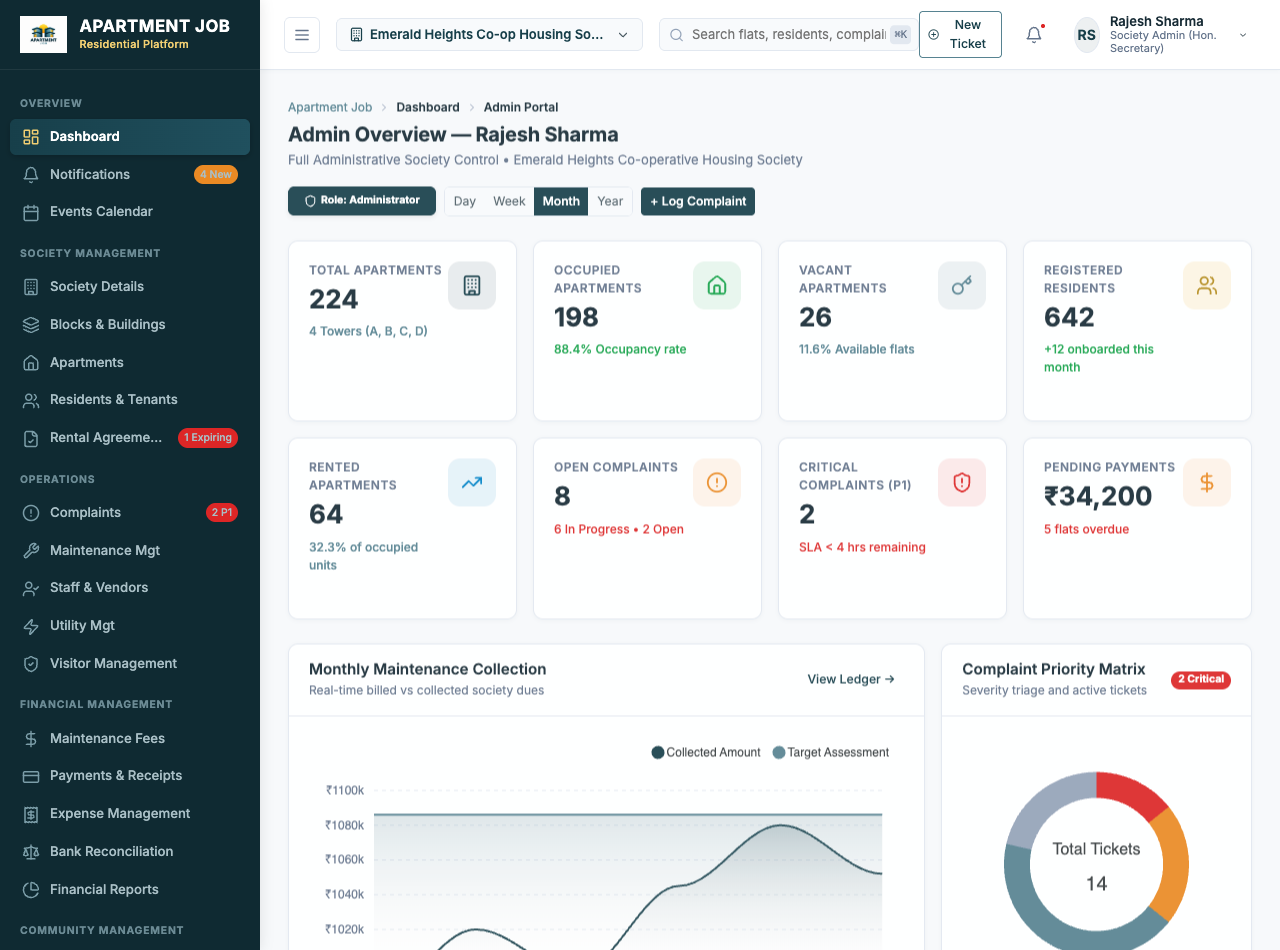 APARTMENT JOB
Residential Platform
OVERVIEW
Dashboard
Notifications
4 New
Events Calendar
SOCIETY MANAGEMENT
Society Details
Blocks & Buildings
Apartments
Residents & Tenants
Rental Agreeme...
1 Expiring
OPERATIONS
Complaints
2 P1
Maintenance Mgt
Staff & Vendors
Utility Mgt
Visitor Management
FINANCIAL MANAGEMENT
Maintenance Fees
Payments & Receipts
Expense Management
Bank Reconciliation
Financial Reports
COMMUNITY MANAGEMENT
Emerald Heights Co-op Housing So...
Search flats, residents, complai
⌘K
New
Ticket
RS
Rajesh Sharma
Society Admin (Hon.
Secretary)
Apartment Job > Dashboard > Admin Portal
Admin Overview — Rajesh Sharma
Full Administrative Society Control • Emerald Heights Co-operative Housing Society
Role: Administrator
Day Week Month Year
+ Log Complaint
TOTAL APARTMENTS
224
4 Towers (A, B, C, D)
OCCUPIED
APARTMENTS
198
88.4% Occupancy rate
VACANT
APARTMENTS
26
11.6% Available flats
REGISTERED
RESIDENTS
642
+12 onboarded this
month
RENTED
APARTMENTS
64
32.3% of occupied
units
OPEN COMPLAINTS
8
6 In Progress • 2 Open
CRITICAL
COMPLAINTS (P1)
2
SLA < 4 hrs remaining
PENDING PAYMENTS
₹34,200
5 flats overdue
Monthly Maintenance Collection
Real-time billed vs collected society dues
View Ledger →
Collected Amount
Target Assessment
₹1100k
₹1080k
₹1060k
₹1040k
₹1020k
Complaint Priority Matrix
Severity triage and active tickets
2 Critical
Total Tickets
14